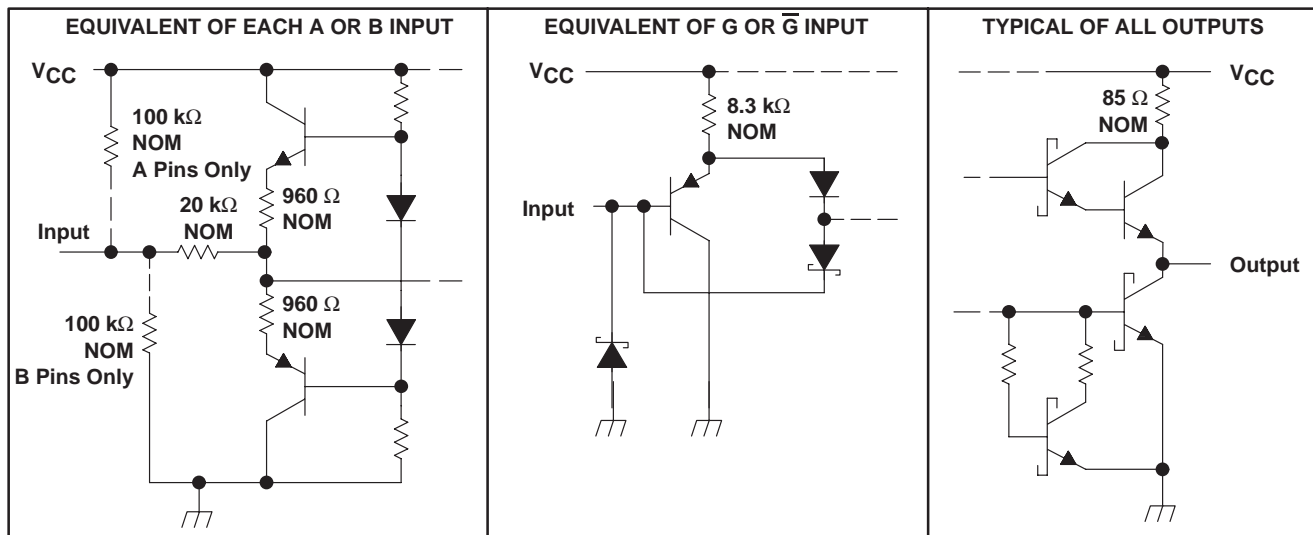 EQUIVALENT OF EACH A OR B INPUT
VCC
100 kΩ
NOM
A Pins Only
20 kΩ
NOM
960 Ω
NOM
Input
960 Ω
NOM
100 kΩ
NOM
B Pins Only
EQUIVALENT OF G OR G̅ INPUT
VCC
8.3 kΩ
NOM
Input
TYPICAL OF ALL OUTPUTS
VCC
85 Ω
NOM
Output